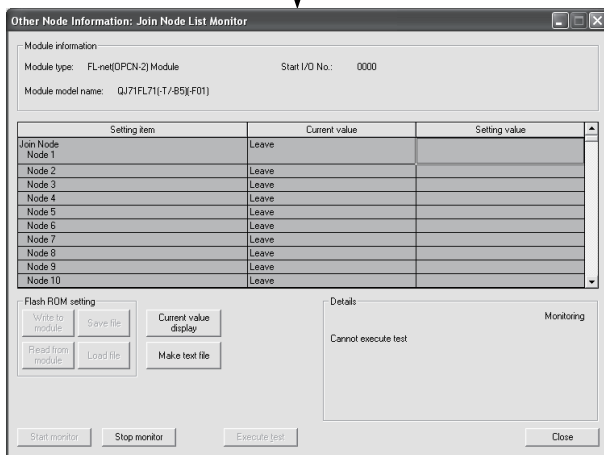 Other Node Information: Join Node List Monitor
Module information
Module type: FL-net(OPCN-2) Module Start I/O No.: 0000
Module model name: QJ71FL71(-T/-B5)(-F01)
Setting item Current value Setting value
Join Node Leave
Node 1
Node 2 Leave
Node 3 Leave
Node 4 Leave
Node 5 Leave
Node 6 Leave
Node 7 Leave
Node 8 Leave
Node 9 Leave
Node 10 Leave
Flash ROM setting
Write to module
Save file
Current value display
Read from module
Load file
Make text file
Details
Monitoring
Cannot execute test
Start monitor Stop monitor Execute test Close